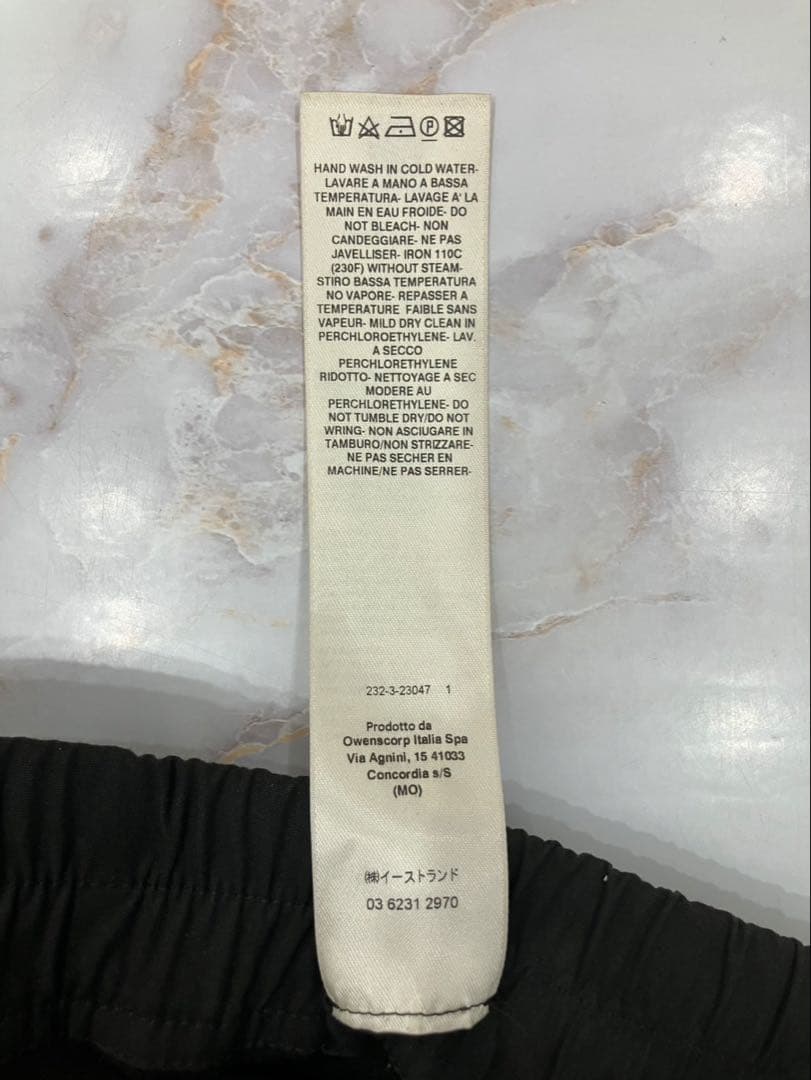 HAND WASH IN COLD WATER-
LAVARE A MANO A BASSA
TEMPERATURA- LAVAGE A' LA
MAIN EN EAU FROIDE- DO
NOT BLEACH- NON
CANDEGGIARE- NE PAS
JAVELLISER- IRON 110C
(230F) WITHOUT STEAM-
STIRO BASSA TEMPERATURA
NO VAPORE- REPASSER A
TEMPERATURE FAIBLE SANS
VAPEUR- MILD DRY CLEAN IN
PERCHLOROETHYLENE- LAV.
A SECCO
PERCHLORETHYLENE
RIDOTTO- NETTOYAGE A SEC
MODERE AU
PERCHLORETHYLENE- DO
NOT TUMBLE DRY/DO NOT
WRING- NON ASCIUGARE IN
TAMBURO/NON STRIZZARE-
NE PAS SECHER EN
MACHINE/NE PAS SERRER-
232-3-23047 1
Prodotto da
Owenscorp Italia Spa
Via Agnini, 15 41033
Concordia s/S
(MO)
㈱イーストランド
03 6231 2970